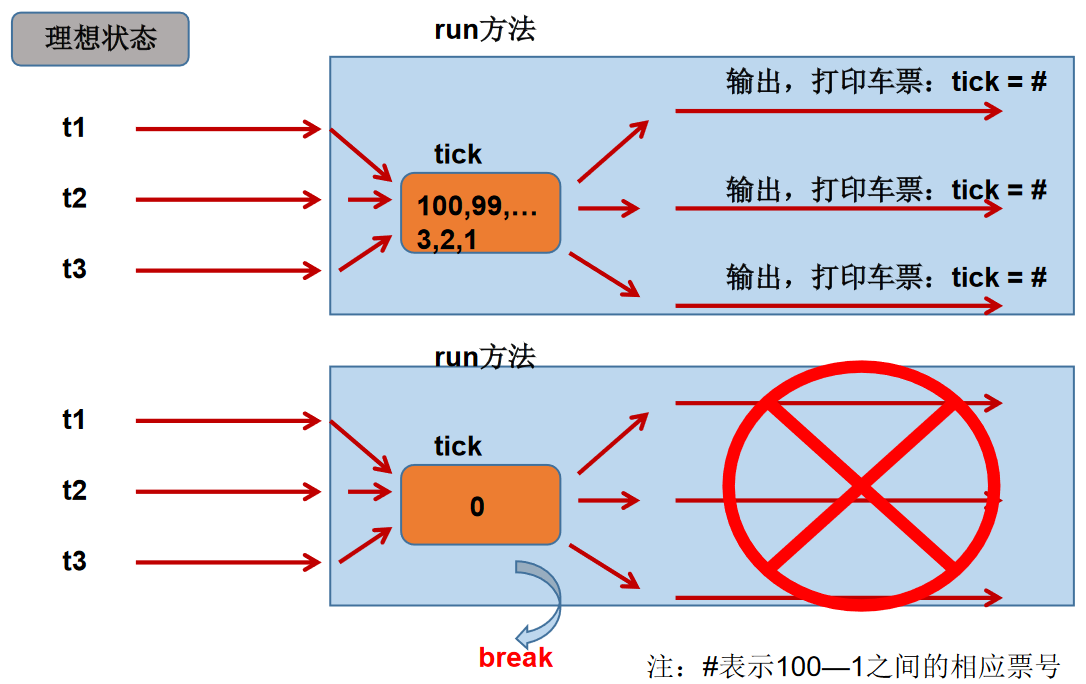 理想状态
run方法
输出，打印车票：tick = #
t1
tick
100,99,…
3,2,1
t2
输出，打印车票：tick = #
t3
输出，打印车票：tick = #
run方法
t1
tick
t2
0
t3
break
注：#表示100—1之间的相应票号